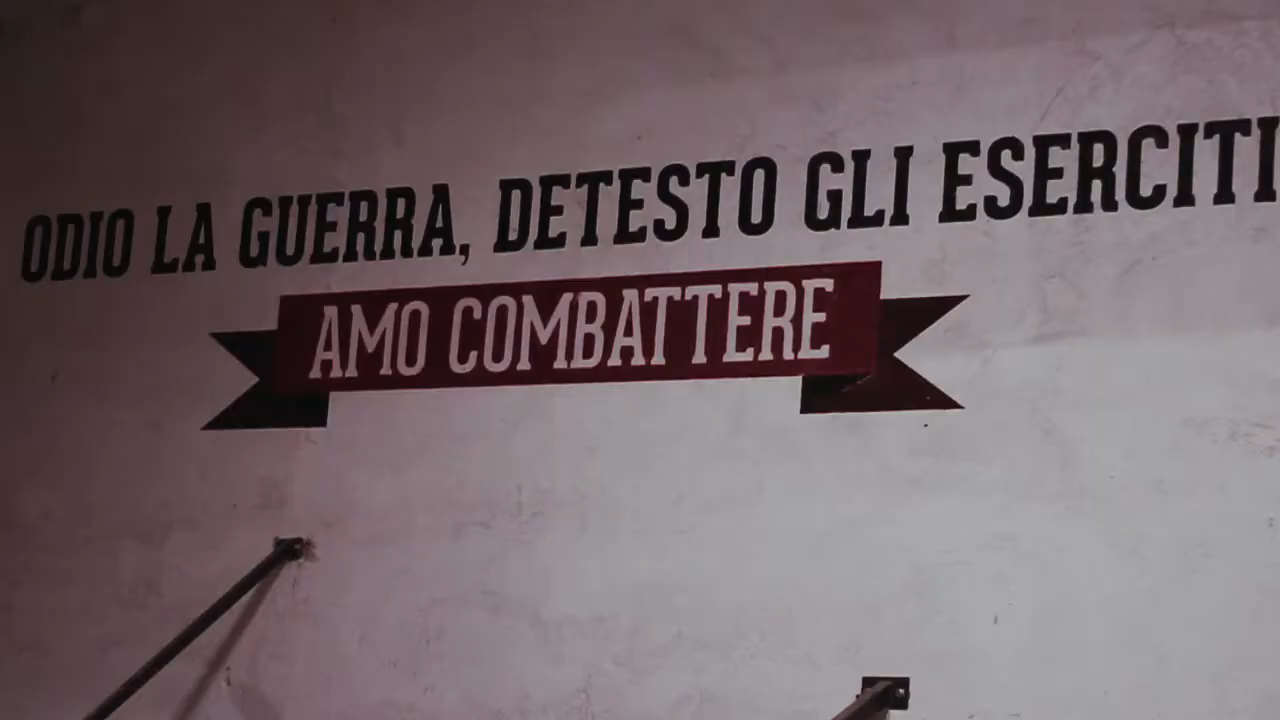 ODIO LA GUERRA, DETESTO GLI ESERCITI
AMO COMBATTERE